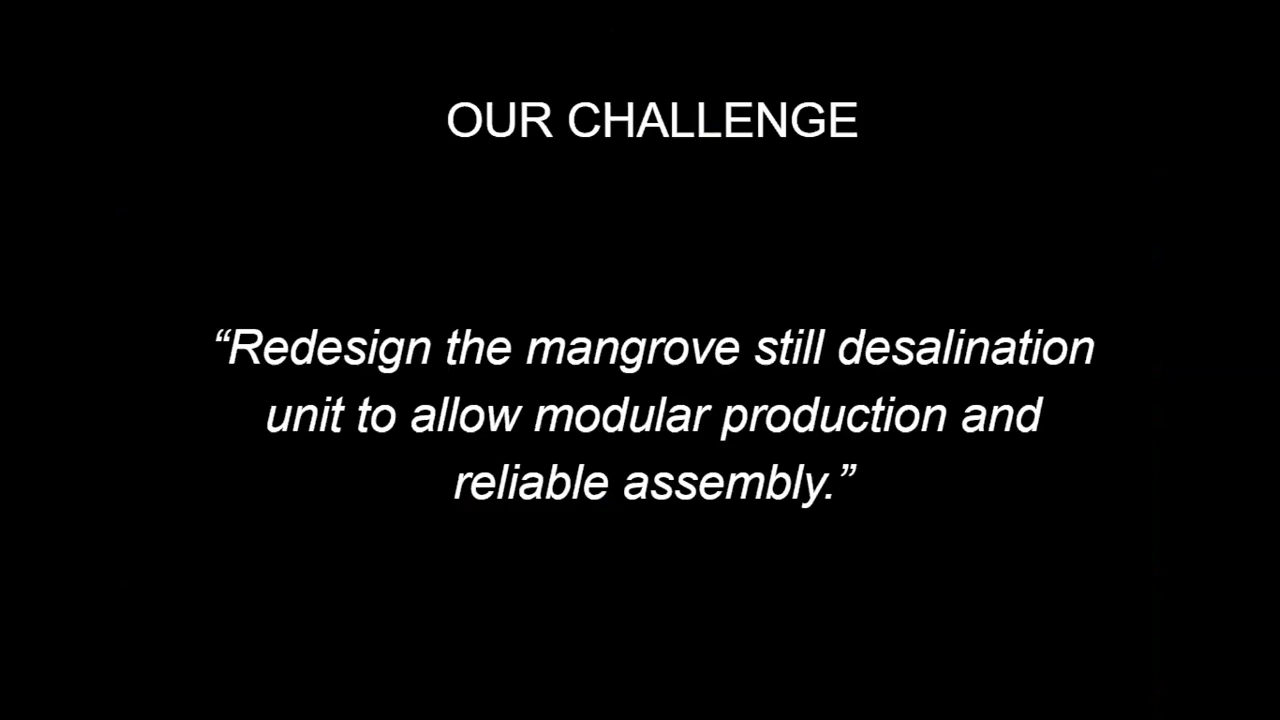 OUR CHALLENGE
“Redesign the mangrove still desalination
unit to allow modular production and
reliable assembly.”